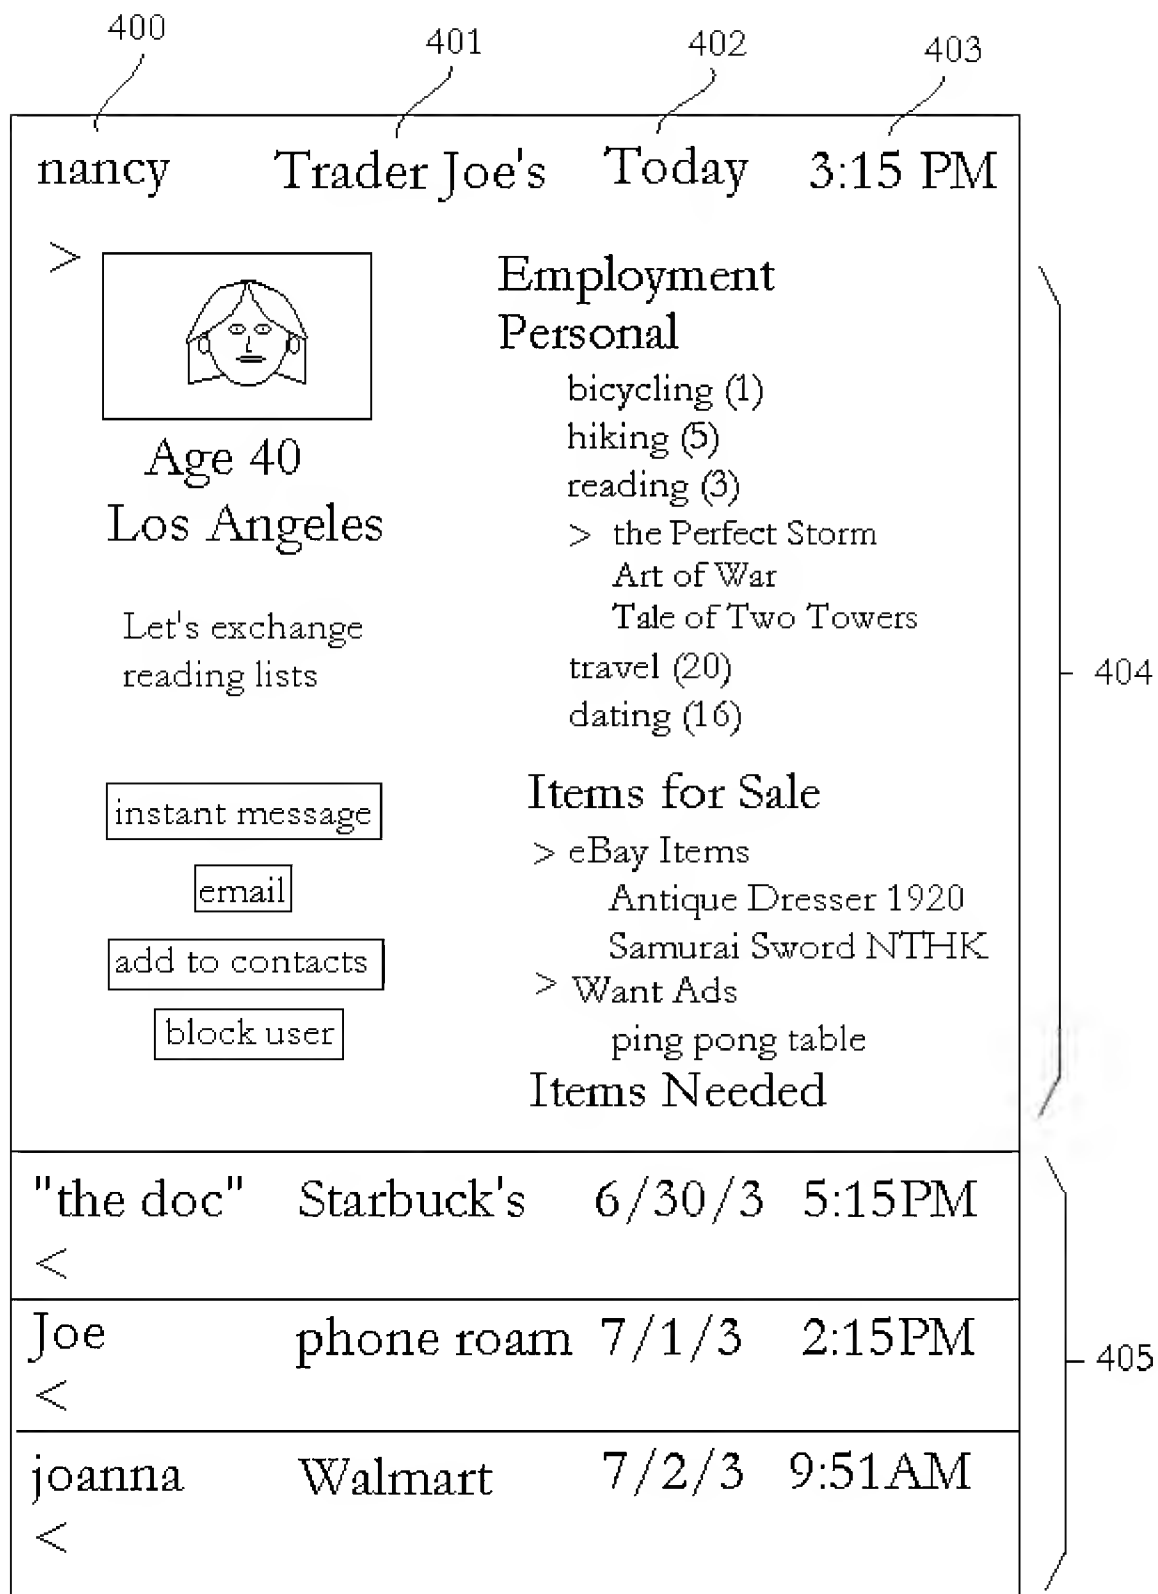 400 401 402 403
nancy Trader Joe's Today 3:15 PM
>
Age 40
Los Angeles
Let's exchange
reading lists
instant message
email
add to contacts
block user
Employment
Personal
bicycling (1)
hiking (5)
reading (3)
> the Perfect Storm
Art of War
Tale of Two Towers
travel (20)
dating (16)
Items for Sale
> eBay Items
Antique Dresser 1920
Samurai Sword NTHK
> Want Ads
ping pong table
Items Needed
404
"the doc" Starbuck's 6/30/3 5:15PM
<
Joe phone roam 7/1/3 2:15PM
<
405
joanna Walmart 7/2/3 9:51AM
<